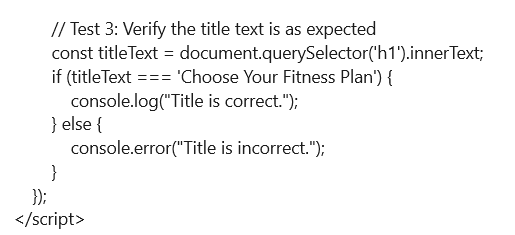 // Test 3: Verify the title text is as expected
const titleText = document.querySelector('h1').innerText;
if (titleText === 'Choose Your Fitness Plan') {
console.log("Title is correct.");
} else {
console.error("Title is incorrect.");
}
});
</script>